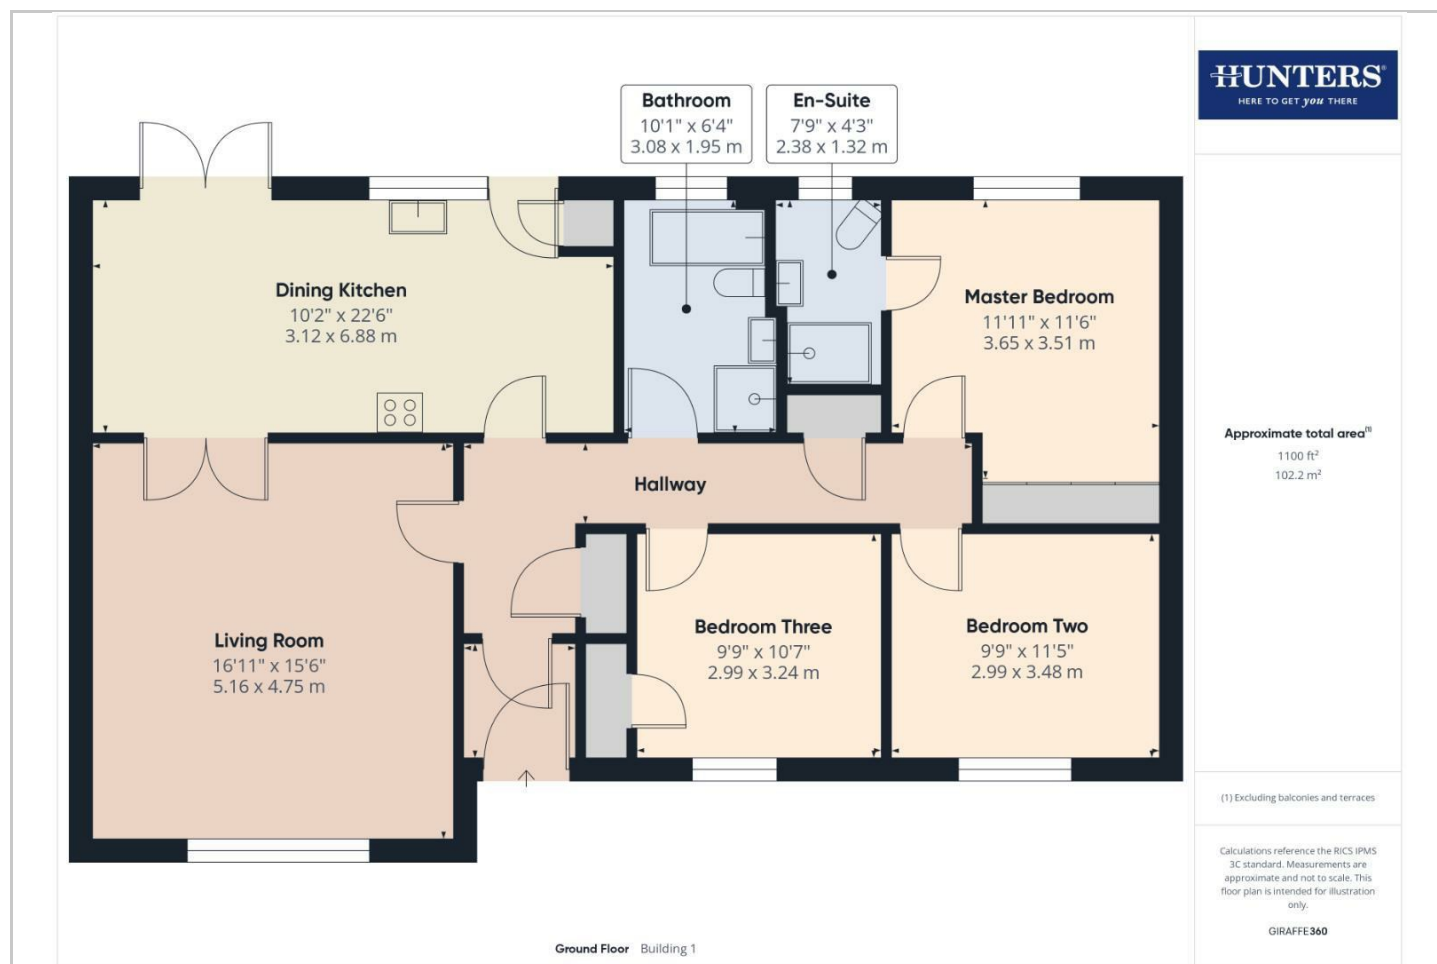 Bathroom
10'1" x 6'4"
3.08 x 1.95 m
En-Suite
7'9" x 4'3"
2.38 x 1.32 m
Dining Kitchen
10'2" x 22'6"
3.12 x 6.88 m
Master Bedroom
11'11" x 11'6"
3.65 x 3.51 m
Hallway
Living Room
16'11" x 15'6"
5.16 x 4.75 m
Bedroom Three
9'9" x 10'7"
2.99 x 3.24 m
Bedroom Two
9'9" x 11'5"
2.99 x 3.48 m
Ground Floor Building 1
HUNTERS®
HERE TO GET you THERE
Approximate total area(1)
1100 ft²
102.2 m²
(1) Excluding balconies and terraces
Calculations reference the RICS IPMS
3C standard. Measurements are
approximate and not to scale. This
floor plan is intended for illustration
only.
GIRAFFE360